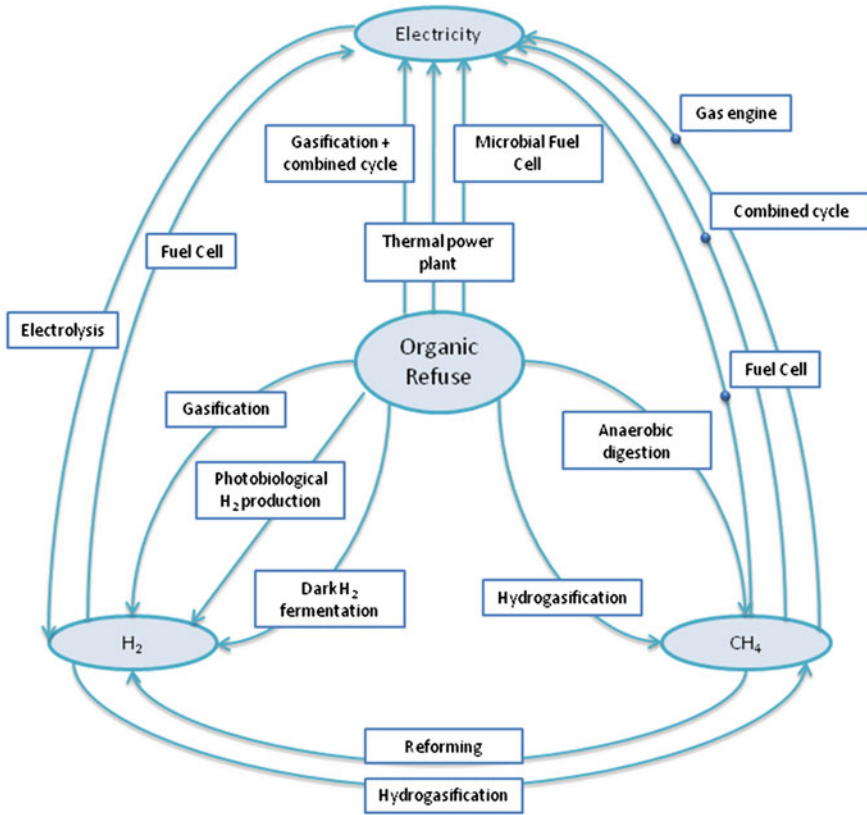 Electricity
Gas engine
Gasification +
combined cycle
Microbial Fuel
Cell
Combined cycle
Fuel Cell
Thermal power
plant
Electrolysis
Organic
Refuse
Fuel Cell
Gasification
Anaerobic
digestion
Photobiological
H₂ production
Dark H₂
fermentation
Hydrogasification
H₂
CH₄
Reforming
Hydrogasification